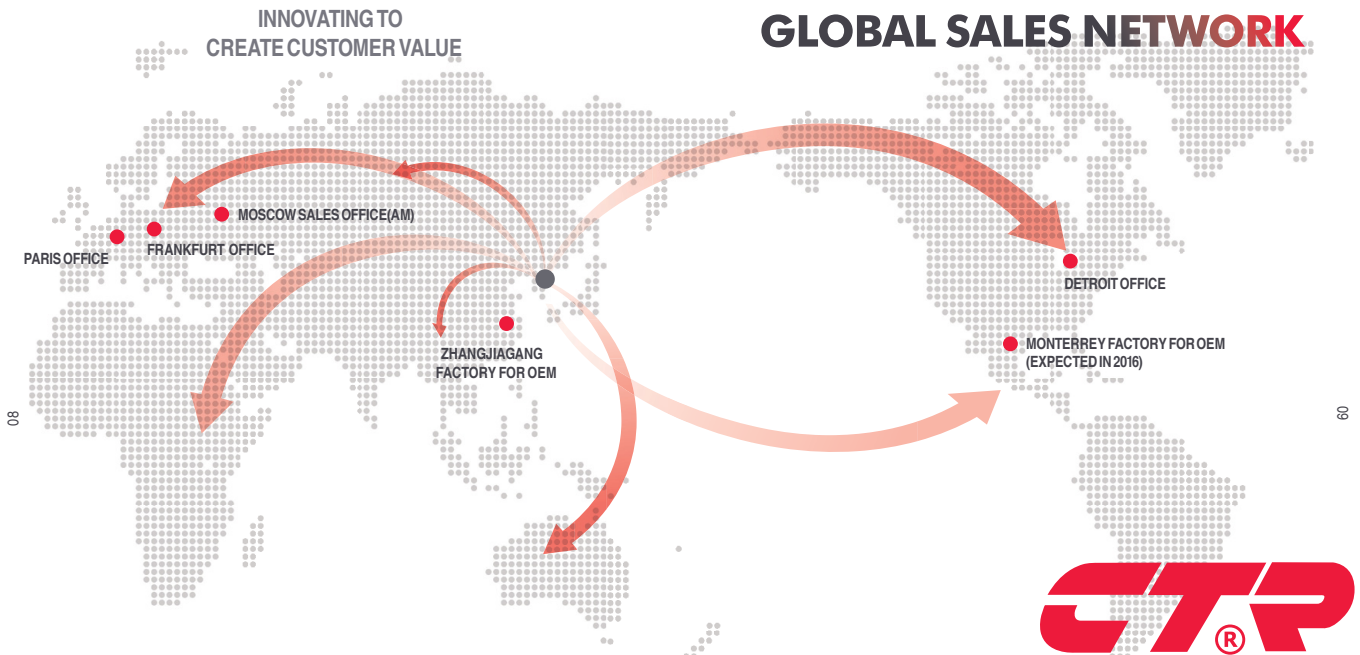 INNOVATING TO
CREATE CUSTOMER VALUE
GLOBAL SALES NETWORK
MOSCOW SALES OFFICE(AM)
FRANKFURT OFFICE
PARIS OFFICE
DETROIT OFFICE
ZHANGJIAGANG
FACTORY FOR OEM
MONTERREY FACTORY FOR OEM
(EXPECTED IN 2016)
08
09
CTR
®